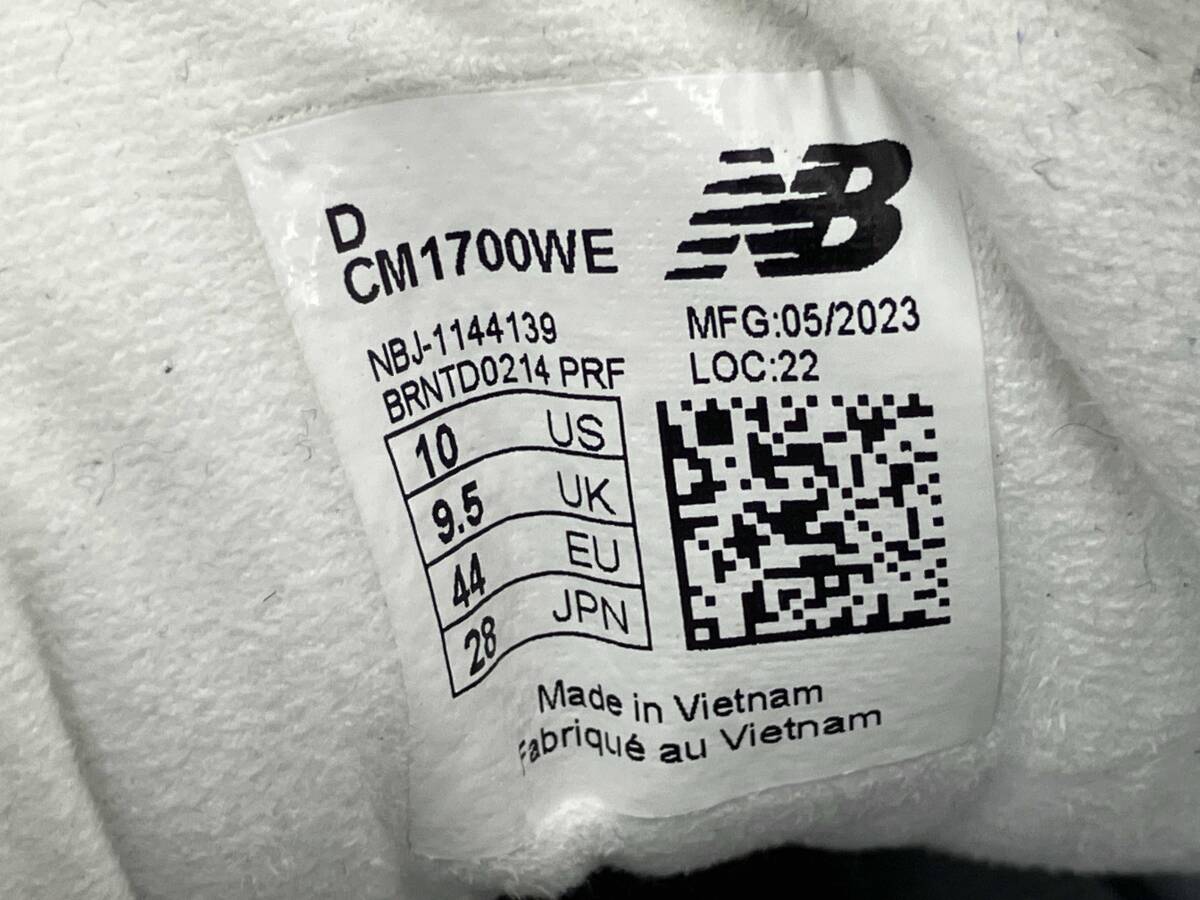 D
CM1700WE
NB
NBJ-1144139
BRNTD0214 PRF
MFG:05/2023
LOC:22
10 US
9.5 UK
44 EU
28 JPN
Made in Vietnam
Fabriqué au Vietnam